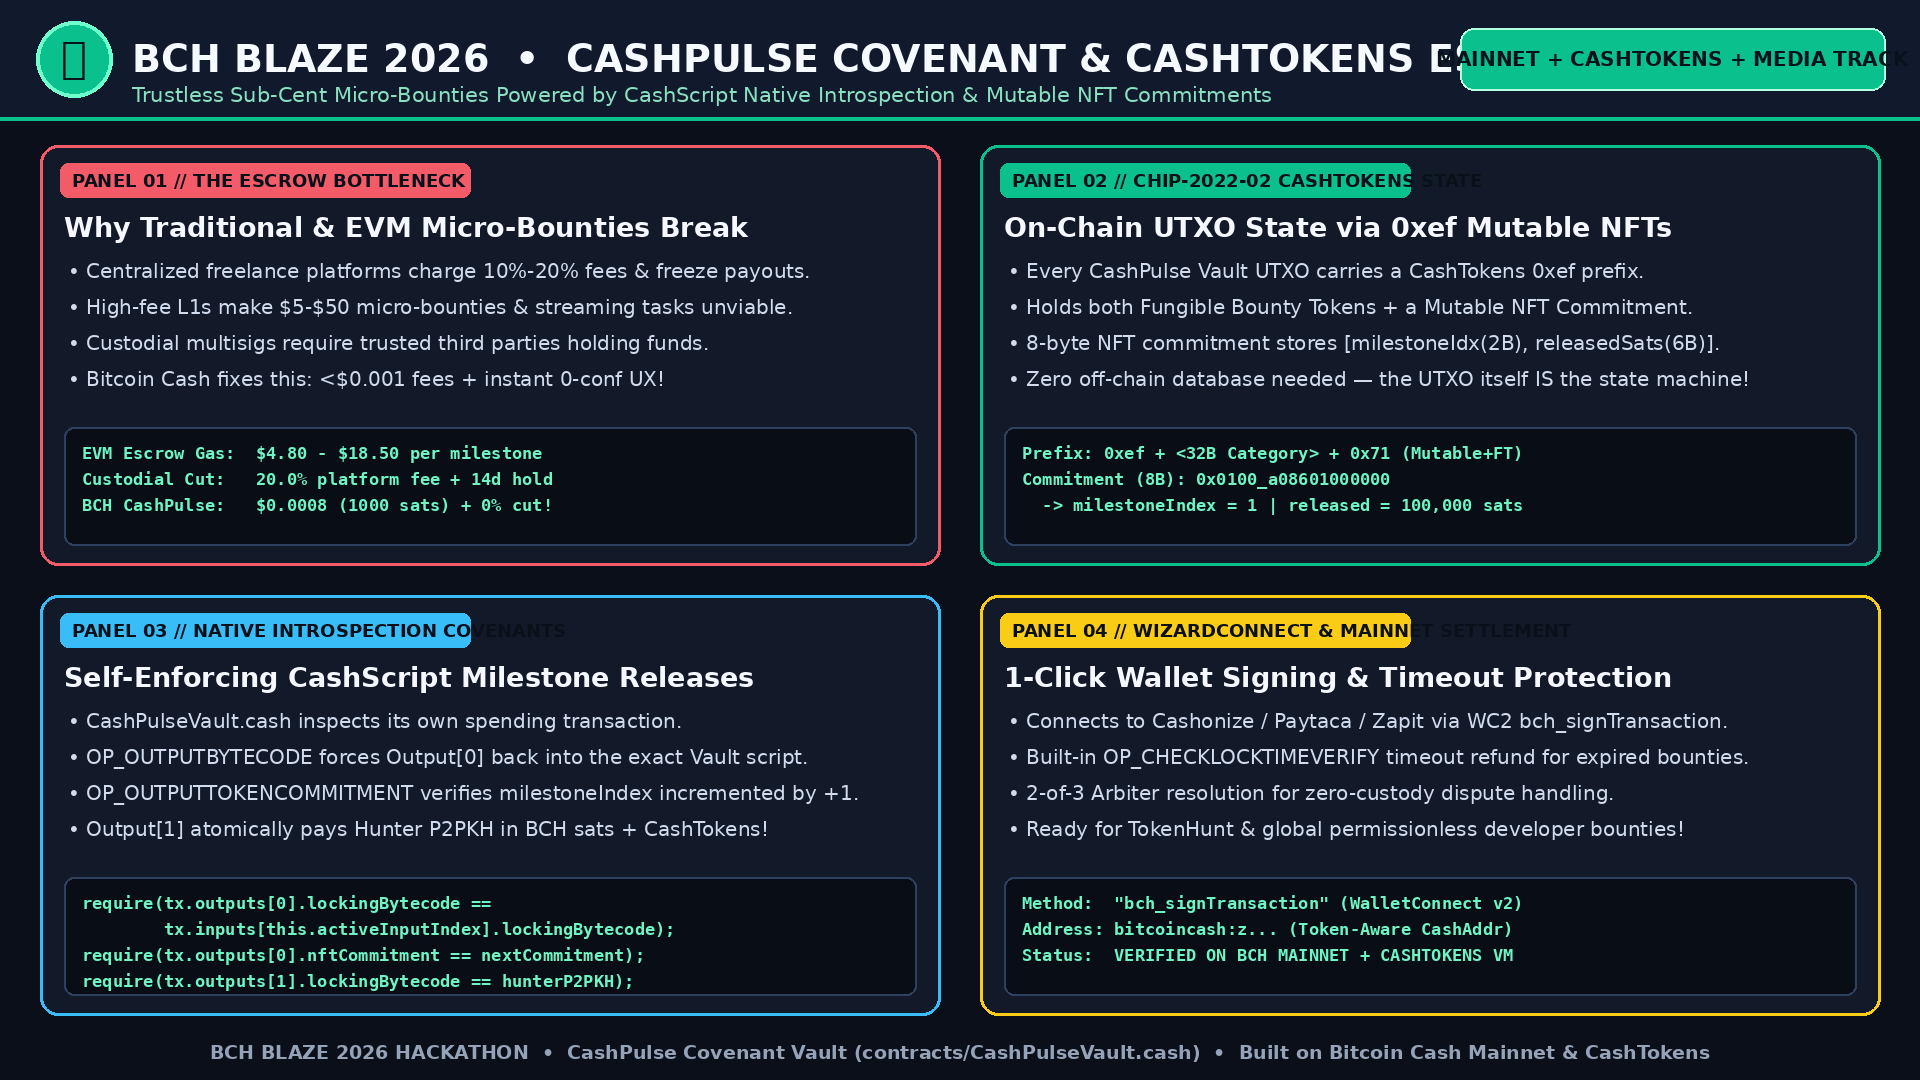 BCH BLAZE 2026 • CASHPULSE COVENANT & CASHTOKENS
MAINNET + CASHTOKENS + MEDIA TRACK
Trustless Sub-Cent Micro-Bounties Powered by CashScript Native Introspection & Mutable NFT Commitments
PANEL 01 // THE ESCROW BOTTLENECK
Why Traditional & EVM Micro-Bounties Break
• Centralized freelance platforms charge 10%-20% fees & freeze payouts.
• High-fee L1s make $5-$50 micro-bounties & streaming tasks unviable.
• Custodial multisigs require trusted third parties holding funds.
• Bitcoin Cash fixes this: <$0.001 fees + instant 0-conf UX!
EVM Escrow Gas: $4.80 - $18.50 per milestone
Custodial Cut: 20.0% platform fee + 14d hold
BCH CashPulse: $0.0008 (1000 sats) + 0% cut!
PANEL 02 // CHIP-2022-02 CASHTOKENS STATE
On-Chain UTXO State via 0xef Mutable NFTs
• Every CashPulse Vault UTXO carries a CashTokens 0xef prefix.
• Holds both Fungible Bounty Tokens + a Mutable NFT Commitment.
• 8-byte NFT commitment stores [milestoneIdx(2B), releasedSats(6B)].
• Zero off-chain database needed — the UTXO itself IS the state machine!
Prefix: 0xef + <32B Category> + 0x71 (Mutable+FT)
Commitment (8B): 0x0100_a08601000000
-> milestoneIndex = 1 | released = 100,000 sats
PANEL 03 // NATIVE INTROSPECTION COVENANTS
Self-Enforcing CashScript Milestone Releases
• CashPulseVault.cash inspects its own spending transaction.
• OP_OUTPUTBYTECODE forces Output[0] back into the exact Vault script.
• OP_OUTPUTTOKENCOMMITMENT verifies milestoneIndex incremented by +1.
• Output[1] atomically pays Hunter P2PKH in BCH sats + CashTokens!
require(tx.outputs[0].lockingBytecode ==
tx.inputs[this.activeInputIndex].lockingBytecode);
require(tx.outputs[0].nftCommitment == nextCommitment);
require(tx.outputs[1].lockingBytecode == hunterP2PKH);
PANEL 04 // WIZARDCONNECT & MAINNET SETTLEMENT
1-Click Wallet Signing & Timeout Protection
• Connects to Cashonize / Paytaca / Zapit via WC2 bch_signTransaction.
• Built-in OP_CHECKLOCKTIMEVERIFY timeout refund for expired bounties.
• 2-of-3 Arbiter resolution for zero-custody dispute handling.
• Ready for TokenHunt & global permissionless developer bounties!
Method: "bch_signTransaction" (WalletConnect v2)
Address: bitcoincash:z... (Token-Aware CashAddr)
Status: VERIFIED ON BCH MAINNET + CASHTOKENS VM
BCH BLAZE 2026 HACKATHON • CashPulse Covenant Vault (contracts/CashPulseVault.cash) • Built on Bitcoin Cash Mainnet & CashTokens